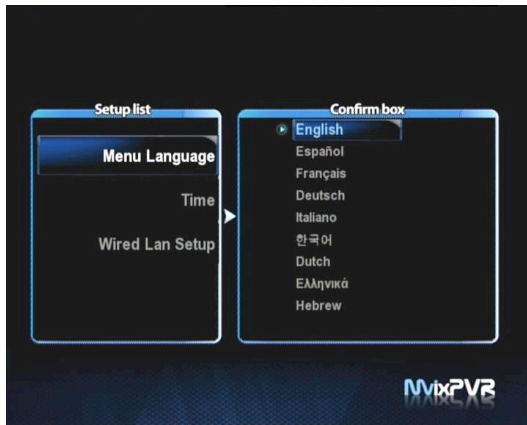 Setup list
Menu Language
Time
Wired Lan Setup
Confirm box
English
Español
Français
Deutsch
Italiano
한국어
Dutch
Ελληνικά
Hebrew
MvixPVR